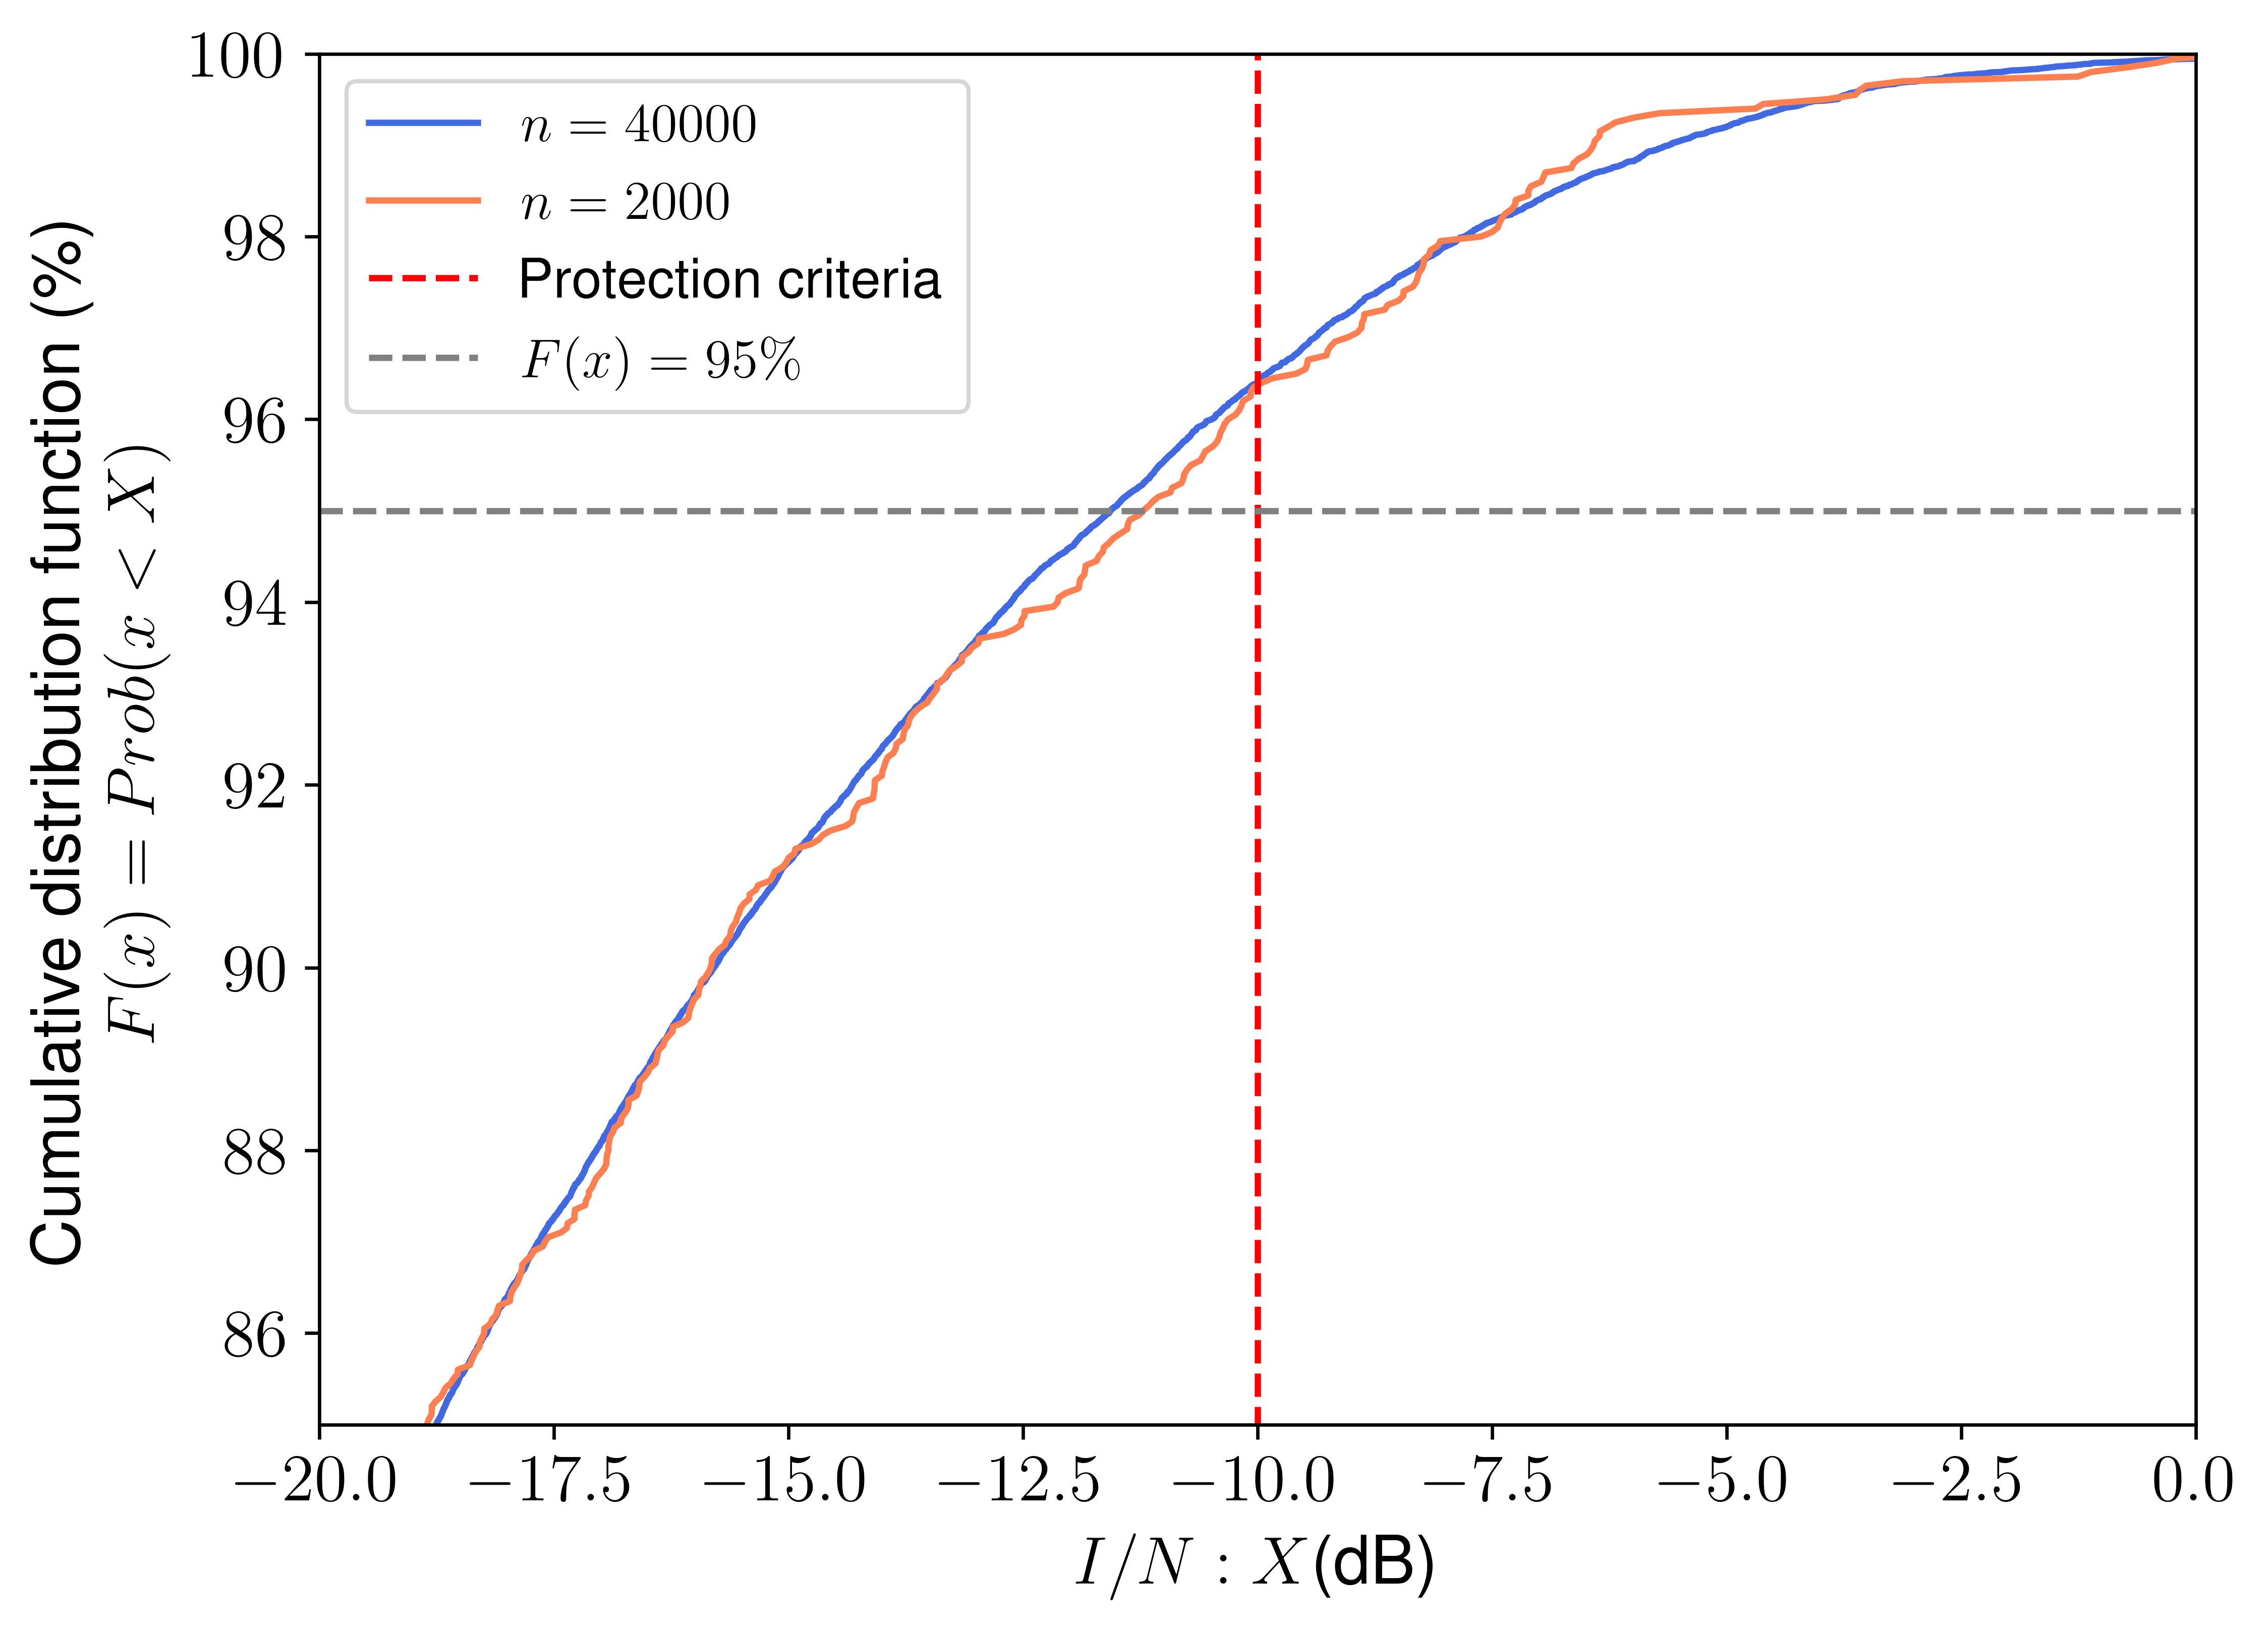 Cumulative distribution function (%)
F(x) = Prob(x < X)
100
98
96
94
92
90
88
86
n = 40000
n = 2000
Protection criteria
F(x) = 95%
−20.0 −17.5 −15.0 −12.5 −10.0 −7.5 −5.0 −2.5 0.0
I/N : X(dB)